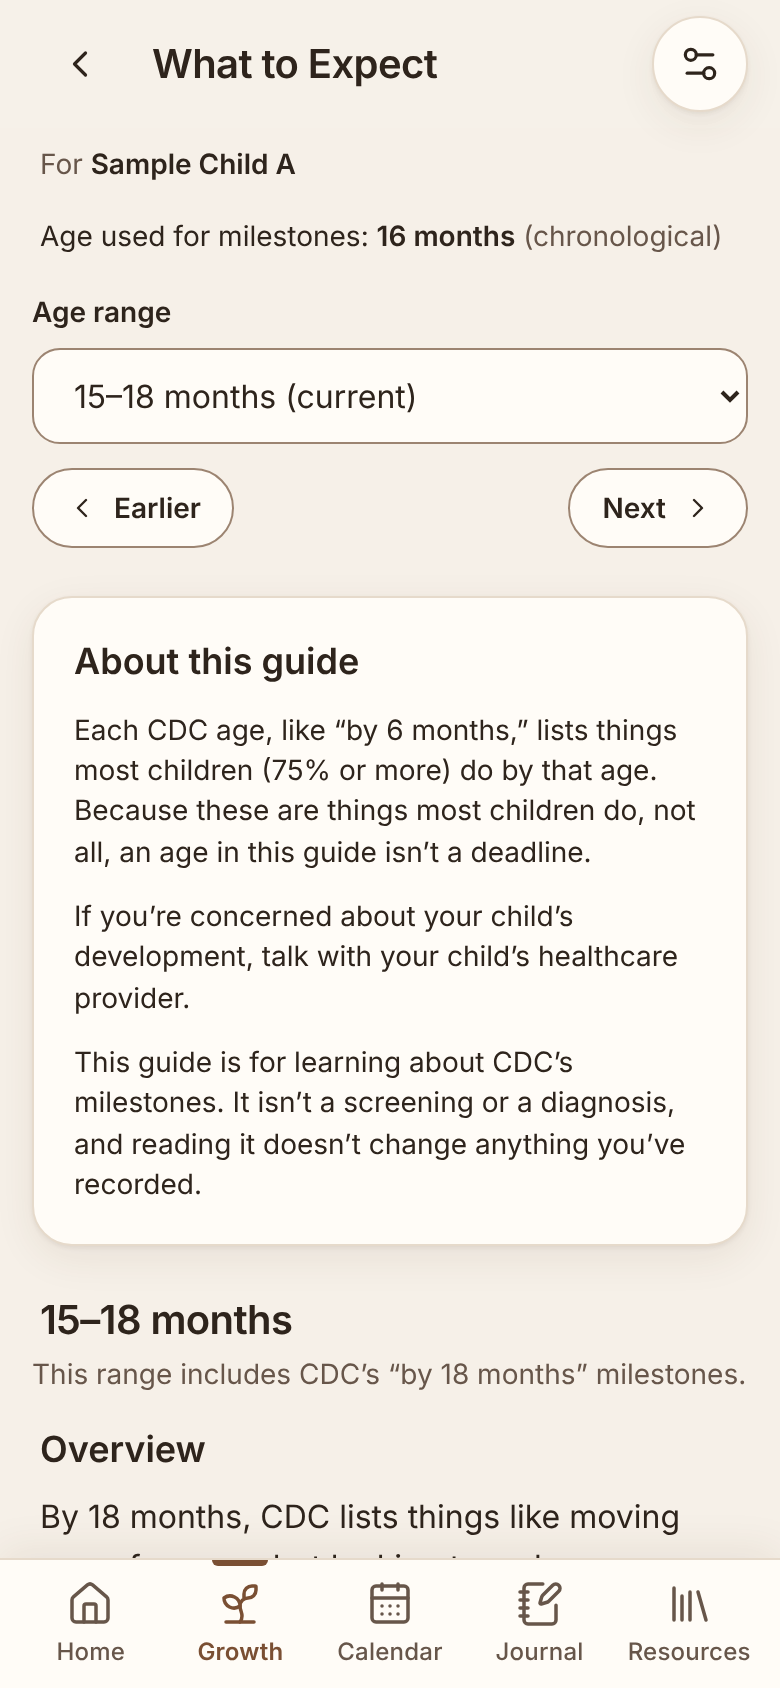 What to Expect
For Sample Child A
Age used for milestones: 16 months (chronological)
Age range
15–18 months (current)
Earlier
Next
About this guide
Each CDC age, like “by 6 months,” lists things
most children (75% or more) do by that age.
Because these are things most children do, not
all, an age in this guide isn’t a deadline.
If you’re concerned about your child’s
development, talk with your child’s healthcare
provider.
This guide is for learning about CDC’s
milestones. It isn’t a screening or a diagnosis,
and reading it doesn’t change anything you’ve
recorded.
15–18 months
This range includes CDC’s “by 18 months” milestones.
Overview
By 18 months, CDC lists things like moving
Home
Growth
Calendar
Journal
Resources